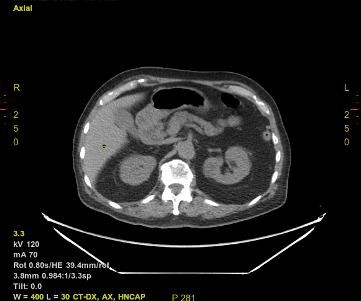 Axial
R
L
2
5
0
2
5
0
3.3
kV 120
mA 70
Rot 0.80s/HE 39.4mm/rot
3.8mm 0.984:1/3.3sp
Tilt: 0.0
W = 400 L = 30 CT-DX, AX, HNCAP
P 281